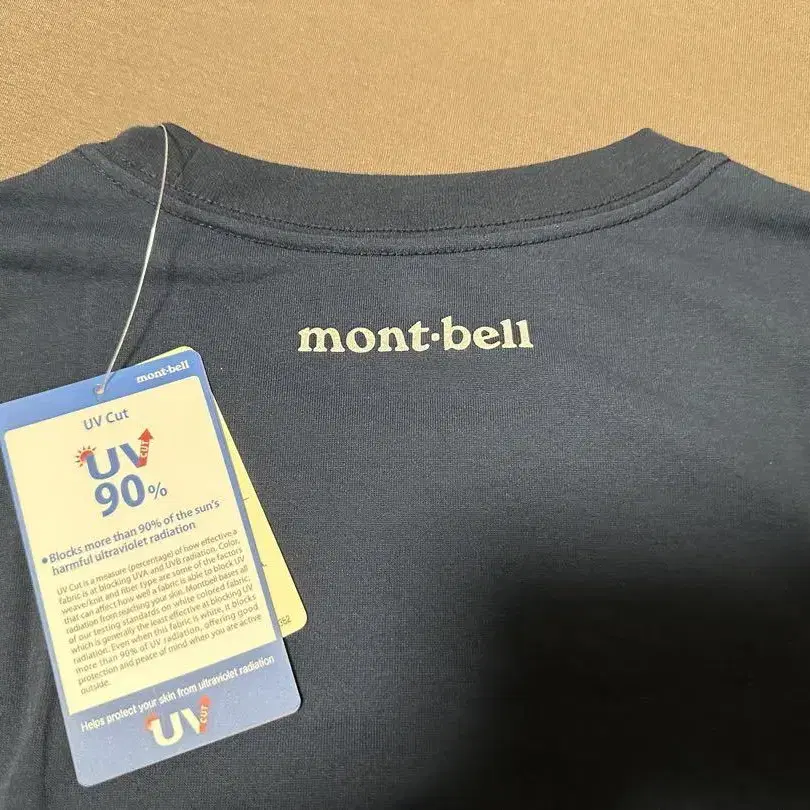 mont·bell
mont·bell
UV Cut
UV CUT
90%
•Blocks more than 90% of the sun's
harmful ultraviolet radiation
UV Cut is a measure (percentage) of how effective a
fabric is at blocking UVA and UVB radiation. Color,
weave/knit and fiber type are some of the factors
that can affect how well a fabric is able to block UV
radiation from reaching your skin. Montbell bases all
of our testing standards on white colored fabric,
which is generally the least effective at blocking UV
radiation. Even when this fabric is white, it blocks
more than 90% of UV radiation, offering good
protection and peace of mind when you are active
outside.
Helps protect your skin from ultraviolet radiation
UV CUT